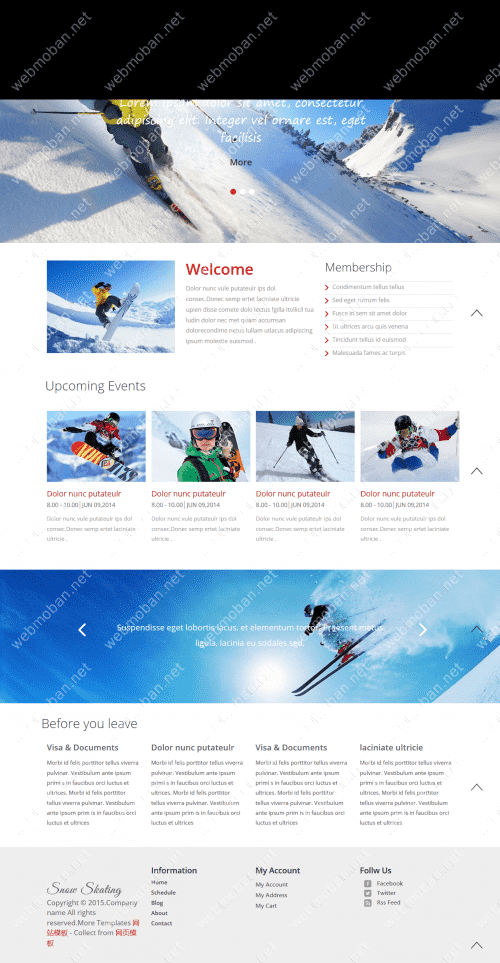 Lorem ipsum dolor sit amet, consectetur
adipiscing elit. Integer vel ornare est, eget
facilisis
More
Welcome
Dolor nunc vule putateulr ips dol
consec.Donec semp ertet laciniate ultricie
upien disse comete dolo lectus fgilla itollicil tua
ludin dolor nec met quam accumsan
dolorecondime netus lullam utlacus adipiscing
ipsum molestie euismod .
Membership
Condimentum tellus tellus
Sed eget rutrum felis
Fusce in sem sit amet dolor
Ut ultrices arcu quis venena
Tincidunt tellus id euismod
Malesuada fames ac turpis
Upcoming Events
Dolor nunc putateulr
8.00 - 10.00|JUN 09,2014
Dolor nunc vule putateulr ips dol
consec.Donec semp ertet laciniate
ultricie .
Dolor nunc putateulr
8.00 - 10.00|JUN 09,2014
Dolor nunc vule putateulr ips dol
consec.Donec semp ertet laciniate
ultricie .
Dolor nunc putateulr
8.00 - 10.00|JUN 09,2014
Dolor nunc vule putateulr ips dol
consec.Donec semp ertet laciniate
ultricie .
Dolor nunc putateulr
8.00 - 10.00|JUN 09,2014
Dolor nunc vule putateulr ips dol
consec.Donec semp ertet laciniate
ultricie .
Suspendisse eget lobortis lacus, et elementum tortor. Praesent metus
ligula, lacinia eu sodales sed,
Before you leave
Visa & Documents
Morbi id felis porttitor tellus viverra
pulvinar. Vestibulum ante ipsum
primi s in faucibus orci luctus et
ultrices. Morbi id felis porttitor
tellus viverra pulvinar. Vestibulum
ante ipsum prim is in faucibus orci
luctus et ultrices
Dolor nunc putateulr
Morbi id felis porttitor tellus viverra
pulvinar. Vestibulum ante ipsum
primi s in faucibus orci luctus et
ultrices. Morbi id felis porttitor
tellus viverra pulvinar. Vestibulum
ante ipsum prim is in faucibus orci
luctus et ultrices
Visa & Documents
Morbi id felis porttitor tellus viverra
pulvinar. Vestibulum ante ipsum
primi s in faucibus orci luctus et
ultrices. Morbi id felis porttitor
tellus viverra pulvinar. Vestibulum
ante ipsum prim is in faucibus orci
luctus et ultrices
laciniate ultricie
Morbi id felis porttitor tellus viverra
pulvinar. Vestibulum ante ipsum
primi s in faucibus orci luctus et
ultrices. Morbi id felis porttitor
tellus viverra pulvinar. Vestibulum
ante ipsum prim is in faucibus orci
luctus et ultrices
Snow Skating
Copyright © 2015.Company
name All rights
reserved.More Templates 网
站模板 - Collect from 网页模
板
Information
Home
Schedule
Blog
About
Contact
My Account
My Account
My Address
My Cart
Follw Us
Facebook
Twitter
Rss Feed
webmoban.net